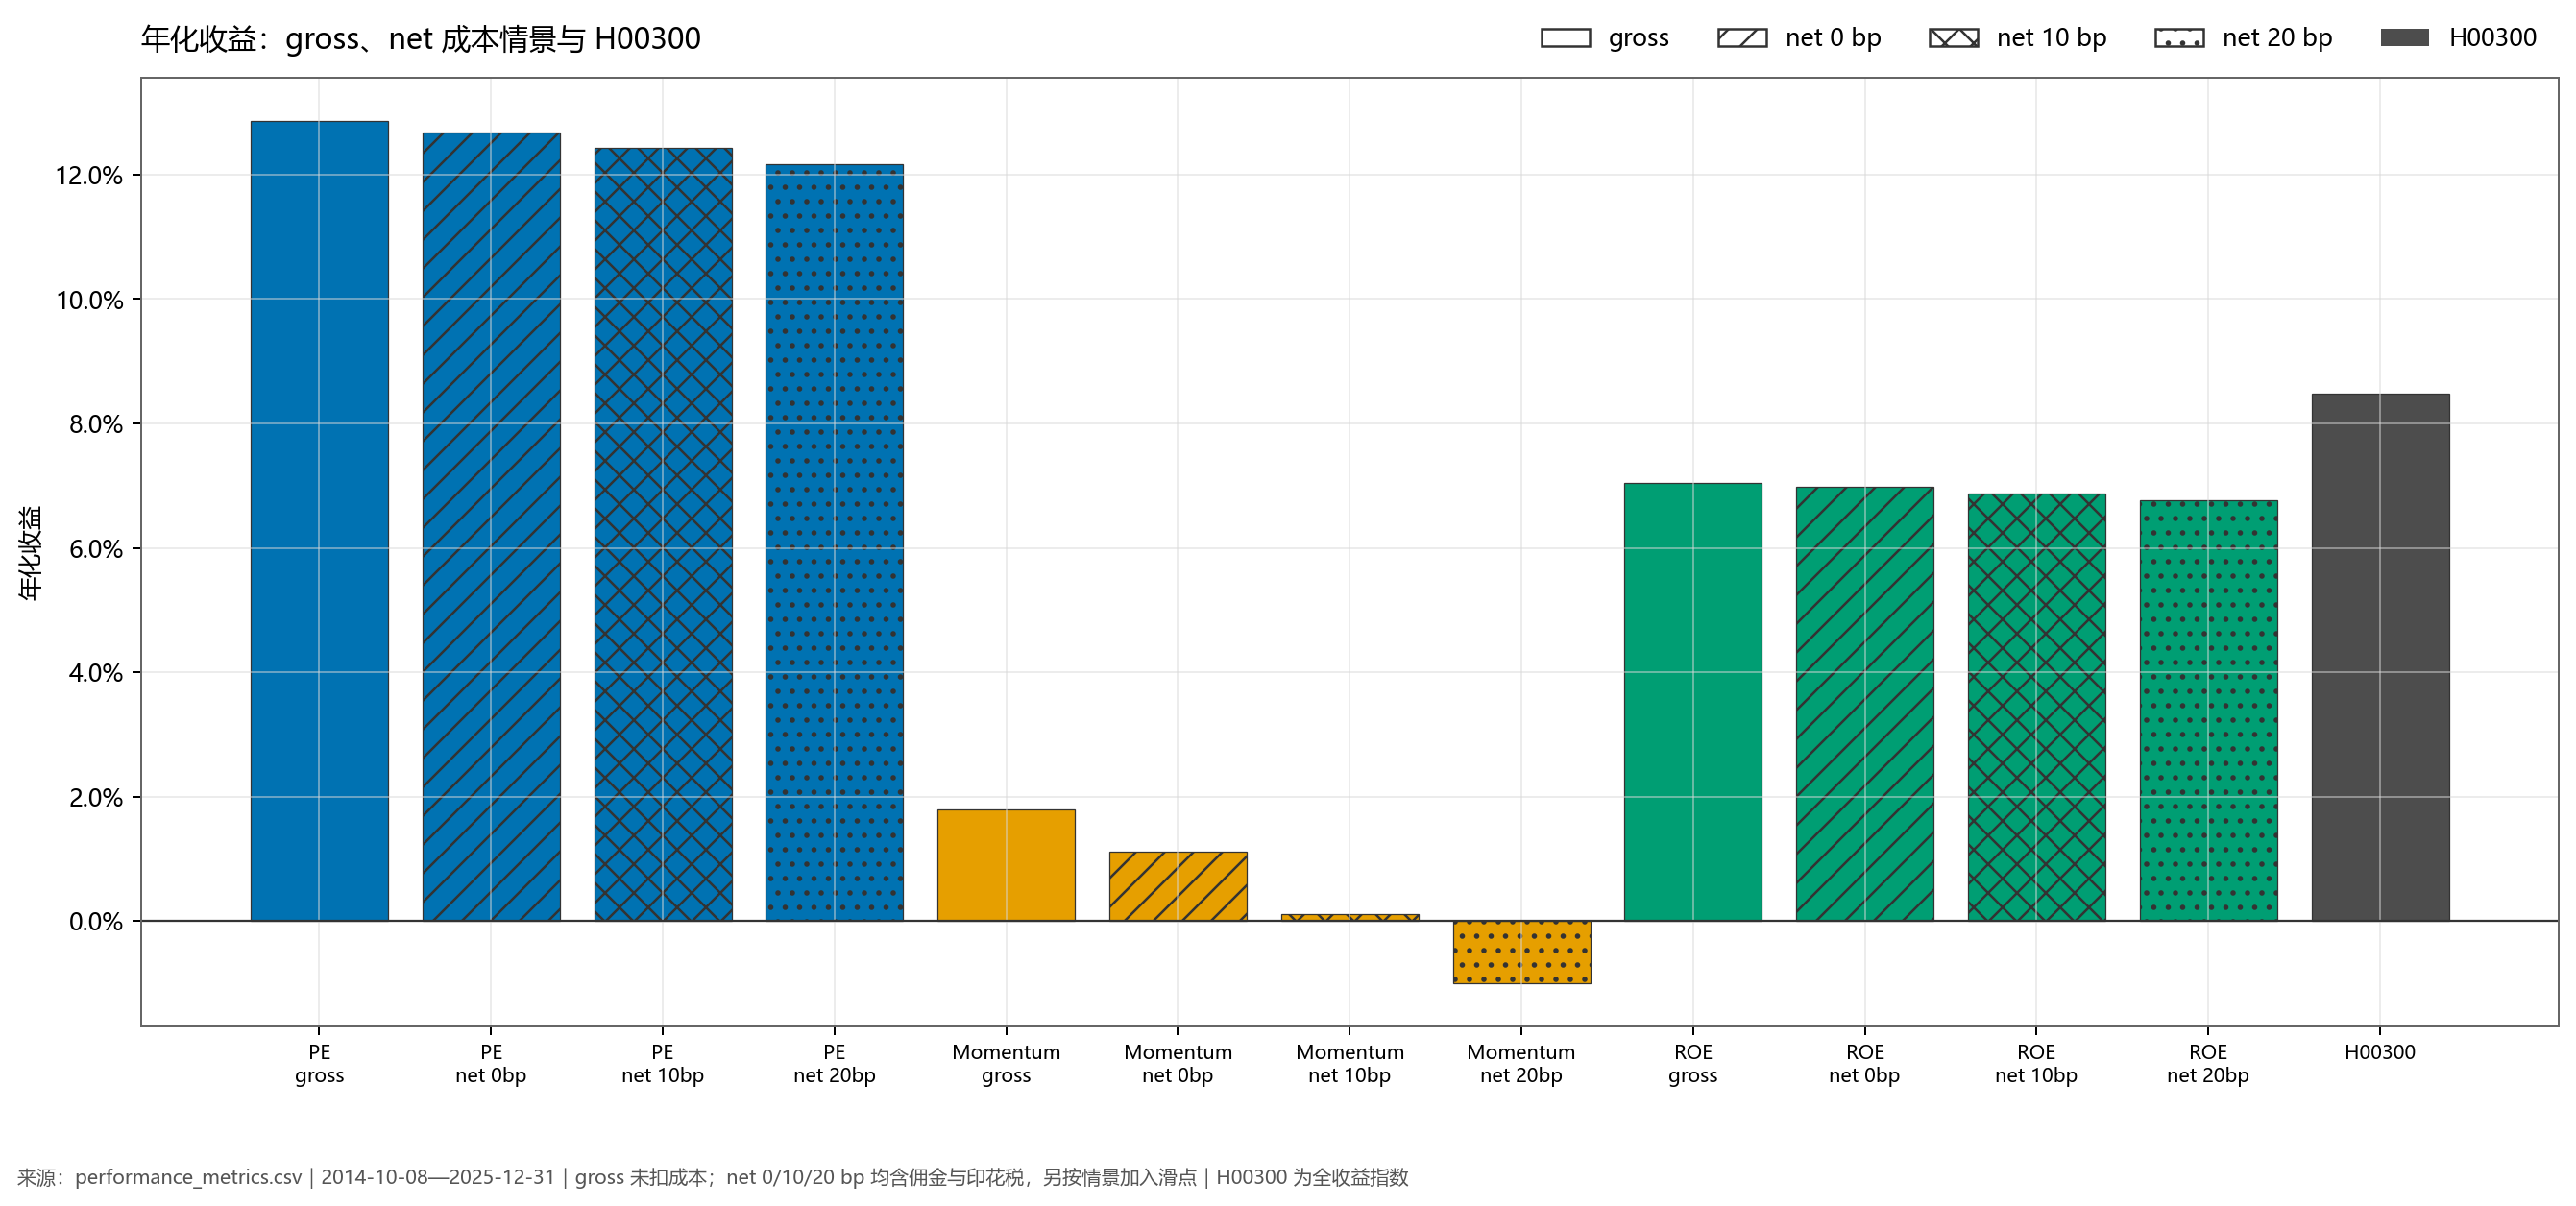 年化收益：gross、net 成本情景与 H00300
gross
net 0 bp
net 10 bp
net 20 bp
H00300
年化收益
12.0%
10.0%
8.0%
6.0%
4.0%
2.0%
0.0%
PE
gross
PE
net 0bp
PE
net 10bp
PE
net 20bp
Momentum
gross
Momentum
net 0bp
Momentum
net 10bp
Momentum
net 20bp
ROE
gross
ROE
net 0bp
ROE
net 10bp
ROE
net 20bp
H00300
来源：performance_metrics.csv | 2014-10-08—2025-12-31 | gross 未扣成本；net 0/10/20 bp 均含佣金与印花税，另按情景加入滑点 | H00300 为全收益指数